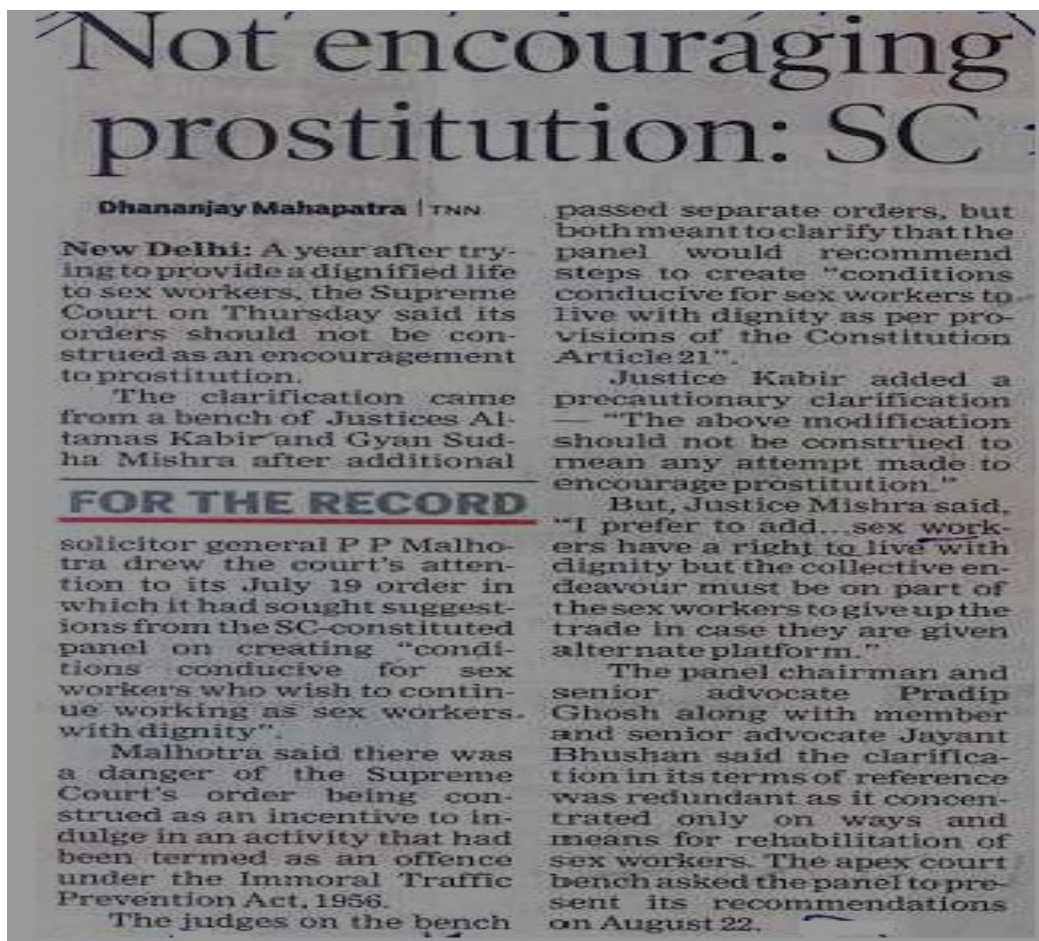 Not encouraging
prostitution: SC
Dhananjay Mahapatra | TNN
New Delhi: A year after try-
ing to provide a dignified life
to sex workers, the Supreme
Court on Thursday said its
orders should not be con-
strued as an encouragement
to prostitution.
The clarification came
from a bench of Justices Al-
tamas Kabir and Gyan Sud-
ha Mishra after additional
FOR THE RECORD
solicitor general P P Malho-
tra drew the court's atten-
tion to its July 19 order in
which it had sought suggest-
ions from the SC-constituted
panel on creating "condi-
tions conducive for sex
workers who wish to contin-
ue working as sex workers
with dignity".
Malhotra said there was
a danger of the Supreme
Court's order being con-
strued as an incentive to in-
dulge in an activity that had
been termed as an offence
under the Immoral Traffic
Prevention Act, 1956.
The judges on the bench
passed separate orders, but
both meant to clarify that the
panel would recommend
steps to create "conditions
conducive for sex workers to
live with dignity as per pro-
visions of the Constitution
Article 21".
Justice Kabir added a
precautionary clarification
— "The above modification
should not be construed to
mean any attempt made to
encourage prostitution."
But, Justice Mishra said,
"I prefer to add...sex work-
ers have a right to live with
dignity but the collective en-
deavour must be on part of
the sex workers to give up the
trade in case they are given
alternate platform."
The panel chairman and
senior advocate Pradip
Ghosh along with member
and senior advocate Jayant
Bhushan said the clarifica-
tion in its terms of reference
was redundant as it concen-
trated only on ways and
means for rehabilitation of
sex workers. The apex court
bench asked the panel to pre-
sent its recommendations
on August 22.